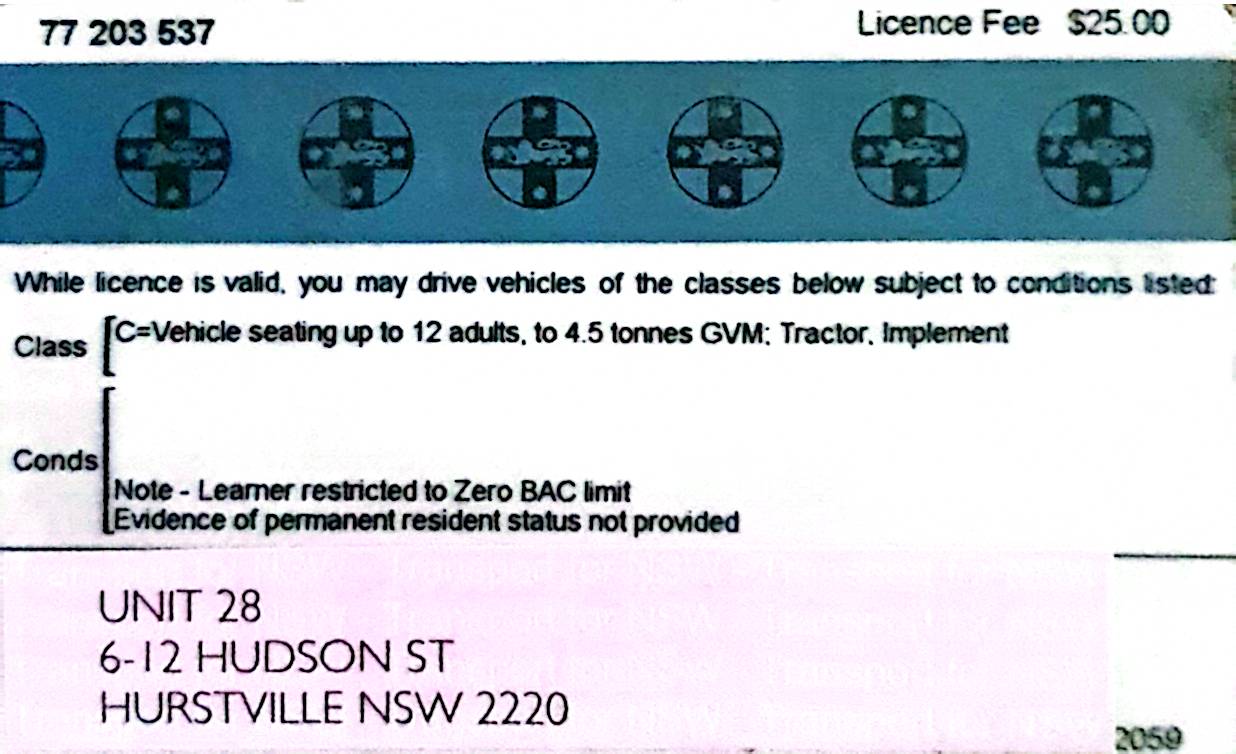 77 203 537
Licence Fee $25.00
While licence is valid, you may drive vehicles of the classes below subject to conditions listed:
Class
C=Vehicle seating up to 12 adults, to 4.5 tonnes GVM: Tractor, Implement
Conds
Note - Learner restricted to Zero BAC limit
Evidence of permanent resident status not provided
UNIT 28
6-12 HUDSON ST
HURSTVILLE NSW 2220
2059